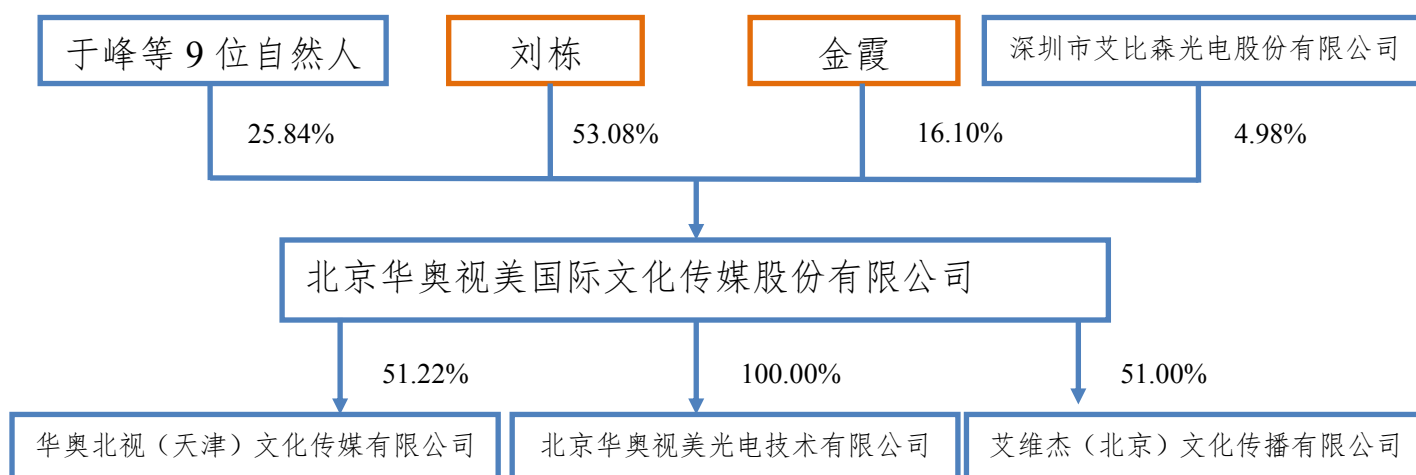 于峰等 9 位自然人
刘栋
金霞
深圳市艾比森光电股份有限公司
25.84%
53.08%
16.10%
4.98%
北京华奥视美国际文化传媒股份有限公司
51.22%
100.00%
51.00%
华奥北视（天津）文化传媒有限公司
北京华奥视美光电技术有限公司
艾维杰（北京）文化传播有限公司